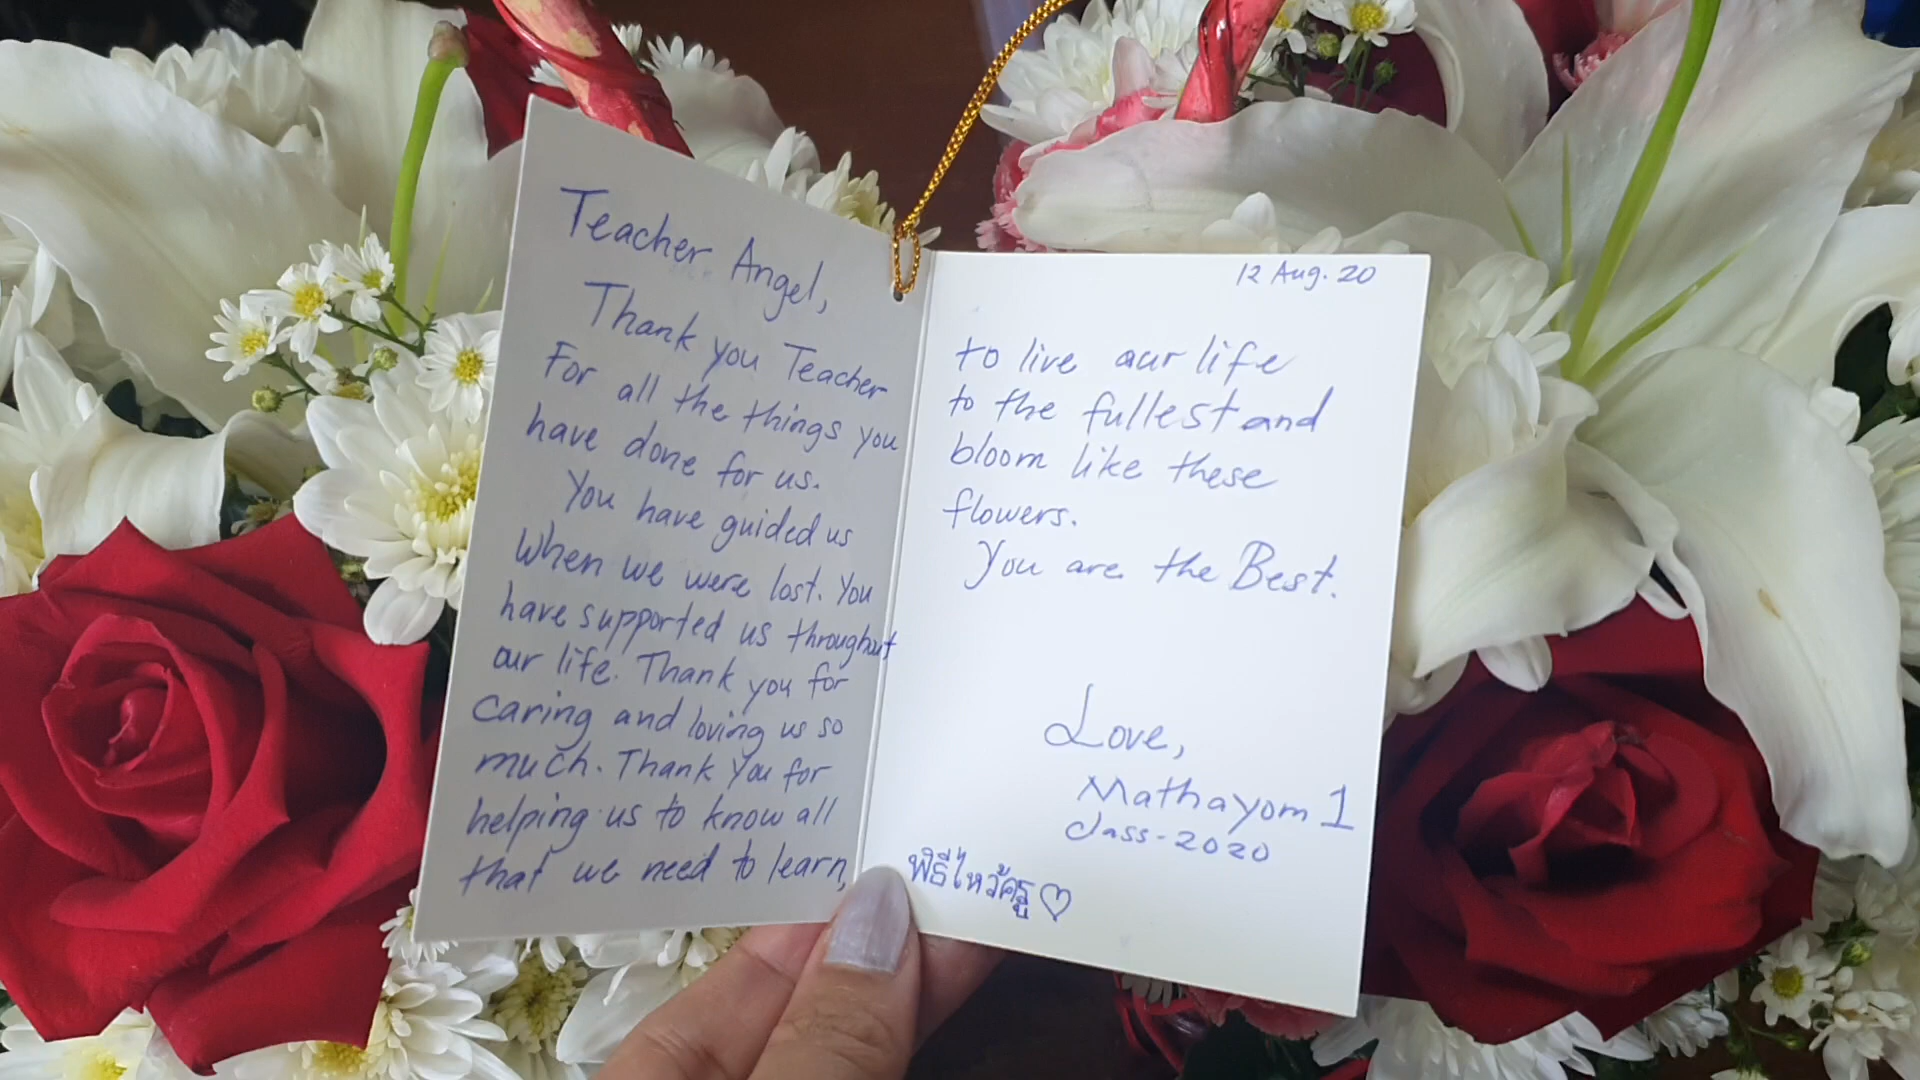 Teacher Angel,
Thank you Teacher
For all the things you
have done for us.
You have guided us
When we were lost. You
have supported us throughout
our life. Thank you for
Caring and loving us so
much. Thank You for
helping us to know all
that we need to learn,
12 Aug. 20
to live our life
to the fullest and
bloom like these
flowers.
You are the Best.
Love,
Mathayom 1
Class-2020
พิธีไหว้ครู♡